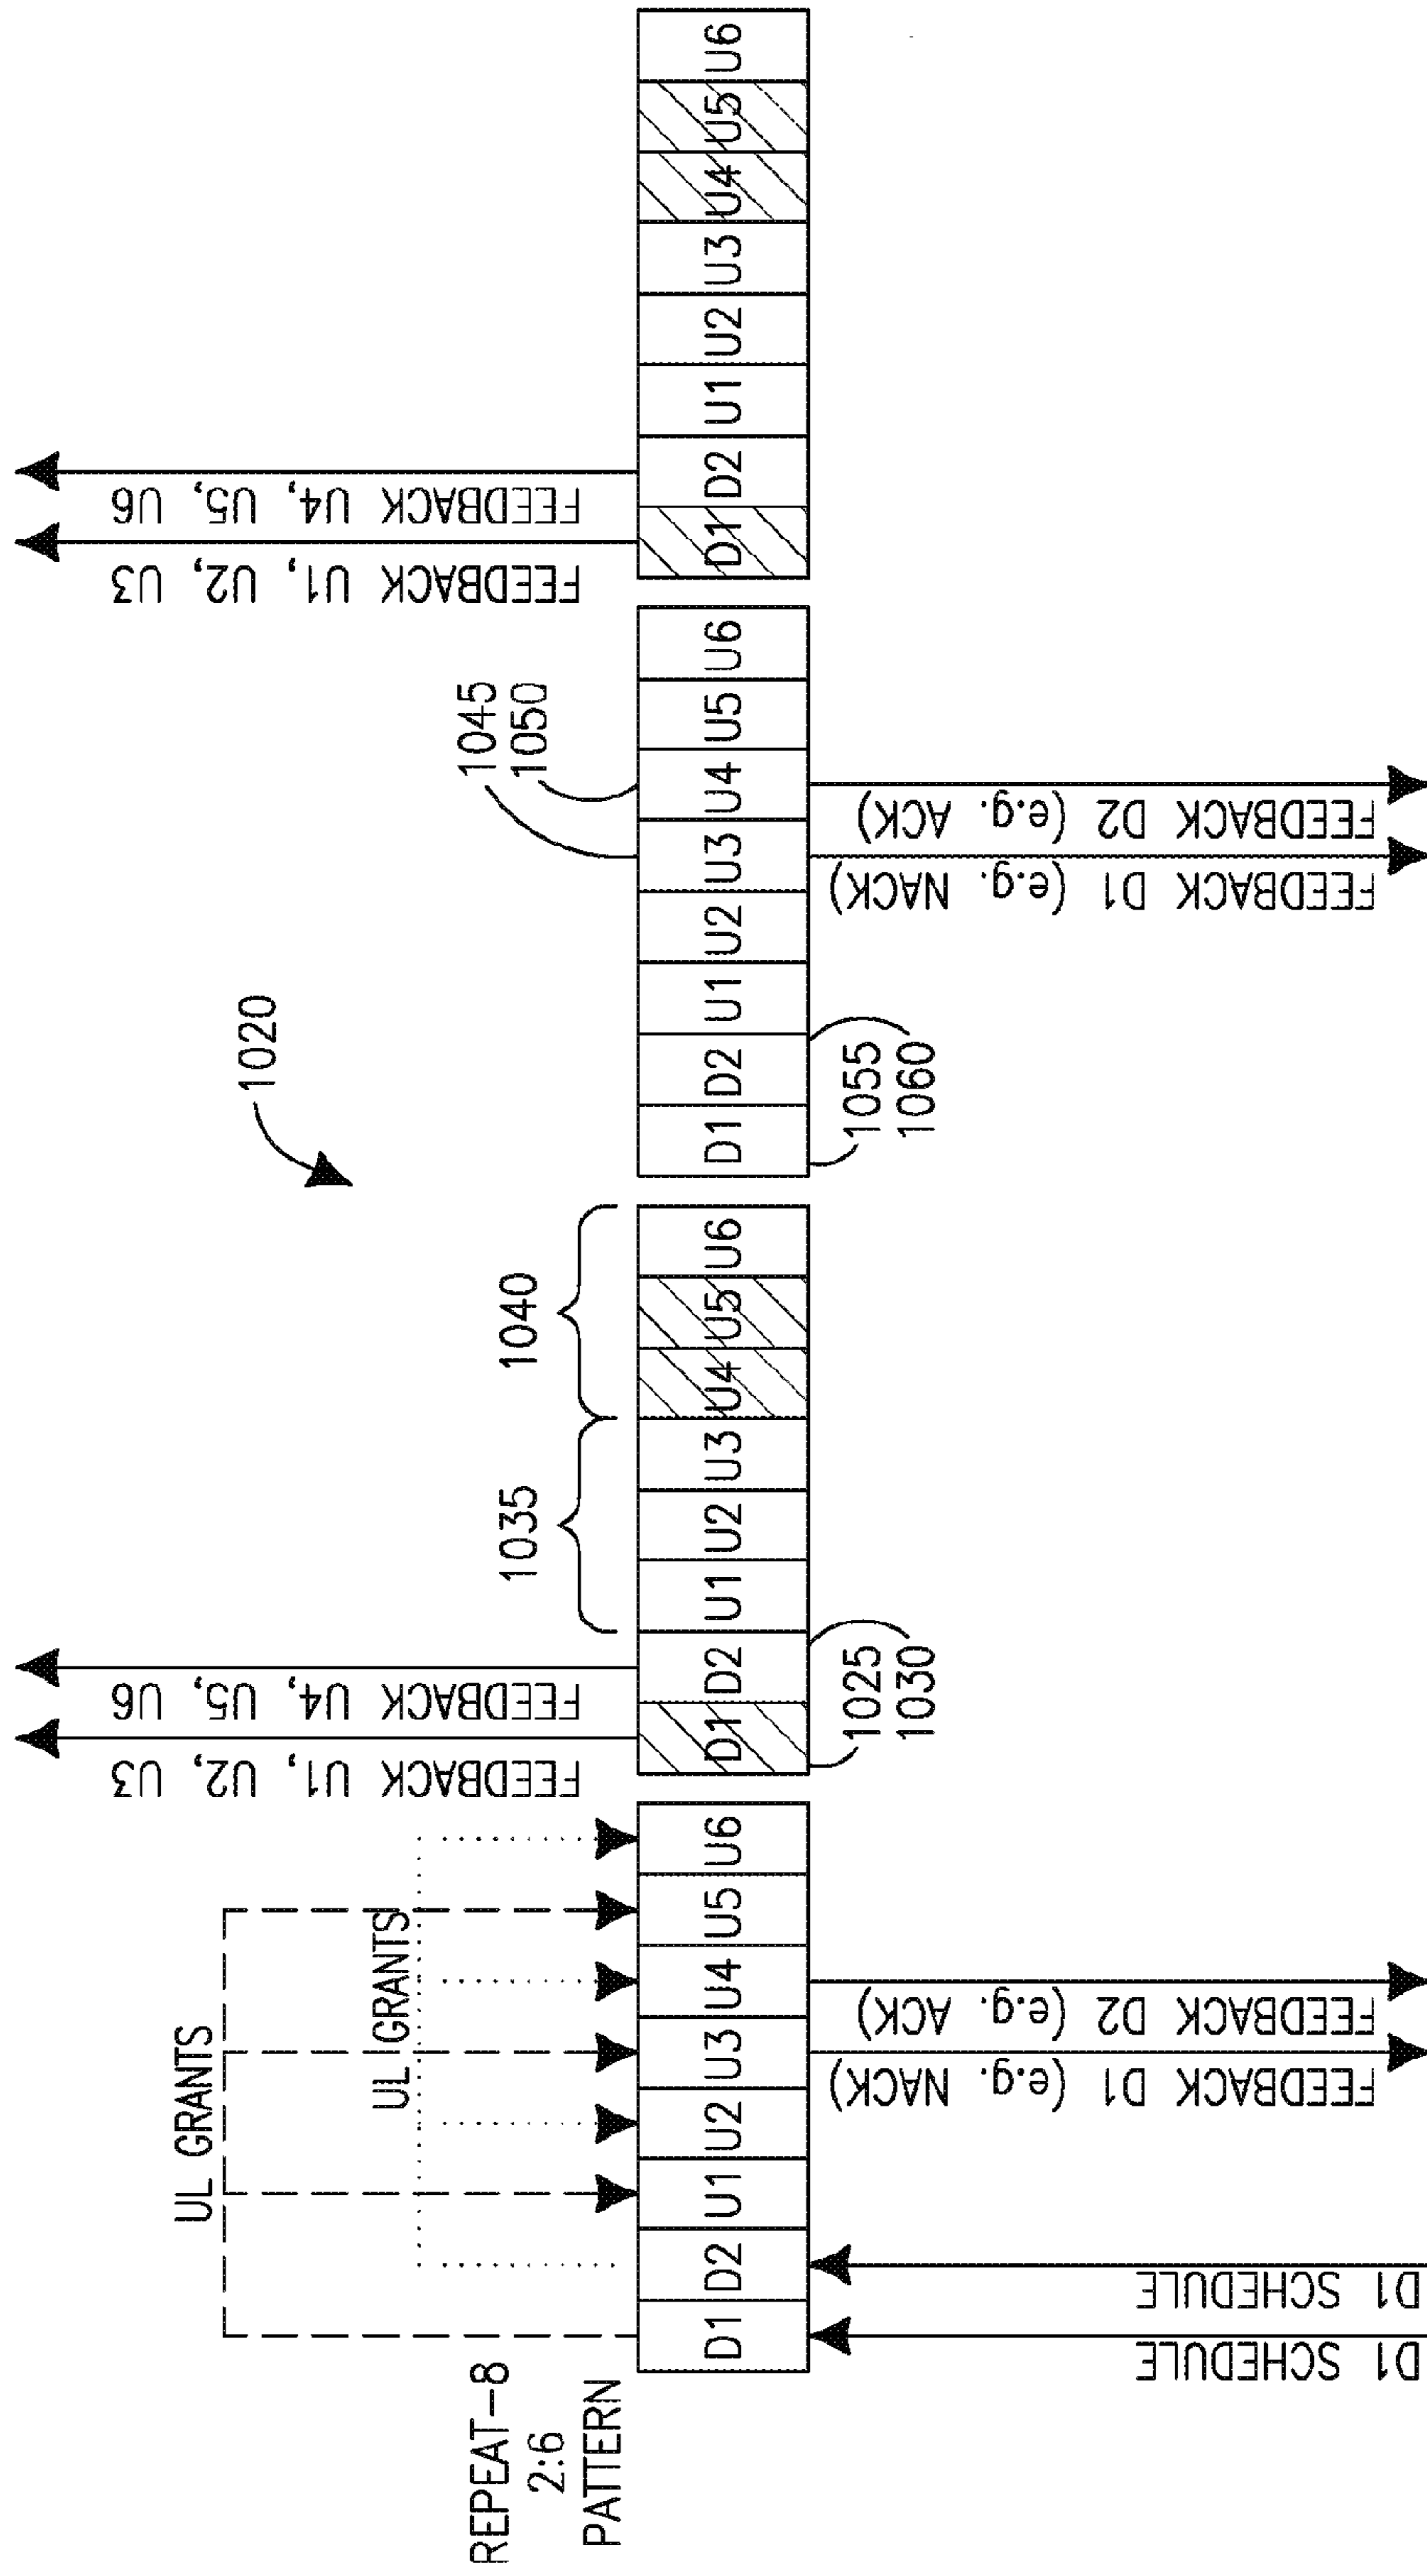 1020
REPEAT-8
2:6
PATTERN
UL GRANTS
UL GRANTS
FEEDBACK U1, U2, U3
FEEDBACK U4, U5, U6
1035
1040
1045
1050
FEEDBACK U1, U2, U3
FEEDBACK U4, U5, U6
D1 D2 U1 U2 U3 U4 U5 U6
D1 D2 U1 U2 U3 U4 U5 U6
D1 D2 U1 U2 U3 U4 U5 U6
D1 D2 U1 U2 U3 U4 U5 U6
D1 SCHEDULE
D1 SCHEDULE
FEEDBACK D1 (e.g. NACK)
FEEDBACK D2 (e.g. ACK)
1025
1030
1055
1060
FEEDBACK D1 (e.g. NACK)
FEEDBACK D2 (e.g. ACK)